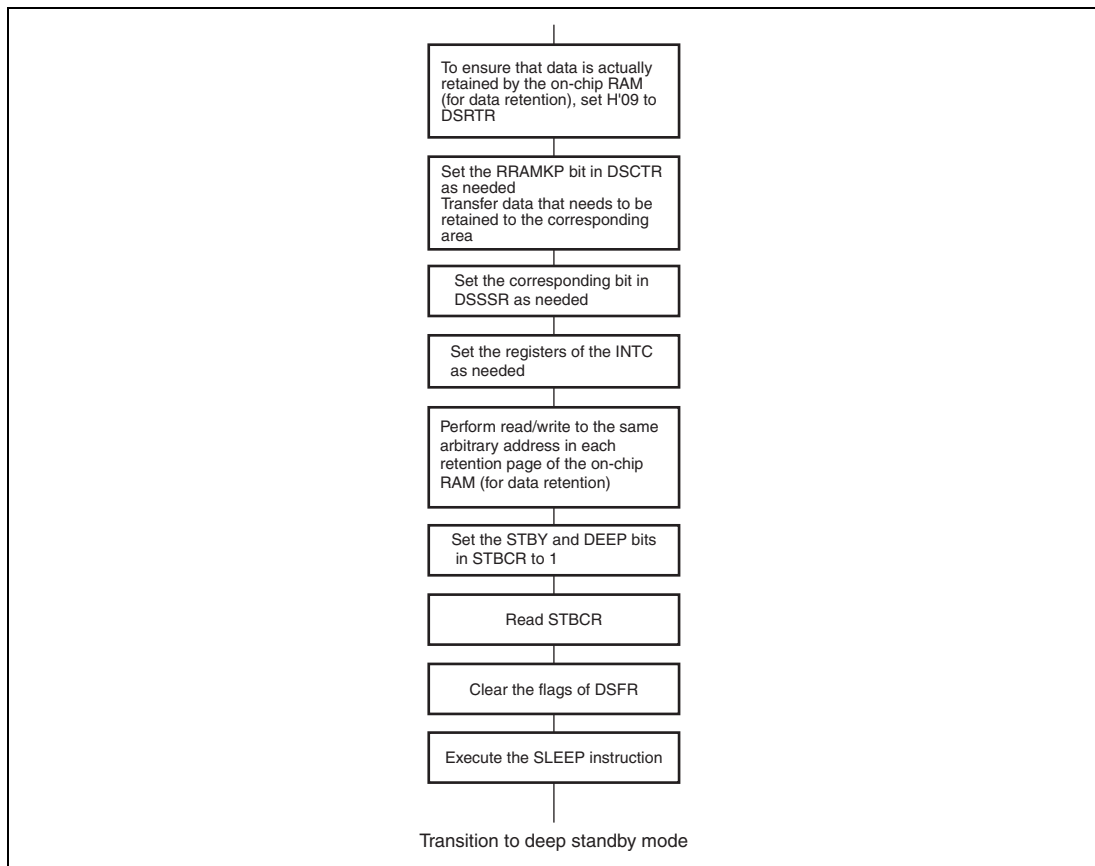 To ensure that data is actually
retained by the on-chip RAM
(for data retention), set H'09 to
DSRTR
Set the RRAMKP bit in DSCTR
as needed
Transfer data that needs to be
retained to the corresponding
area
Set the corresponding bit in
DSSSR as needed
Set the registers of the INTC
as needed
Perform read/write to the same
arbitrary address in each
retention page of the on-chip
RAM (for data retention)
Set the STBY and DEEP bits
in STBCR to 1
Read STBCR
Clear the flags of DSFR
Execute the SLEEP instruction
Transition to deep standby mode